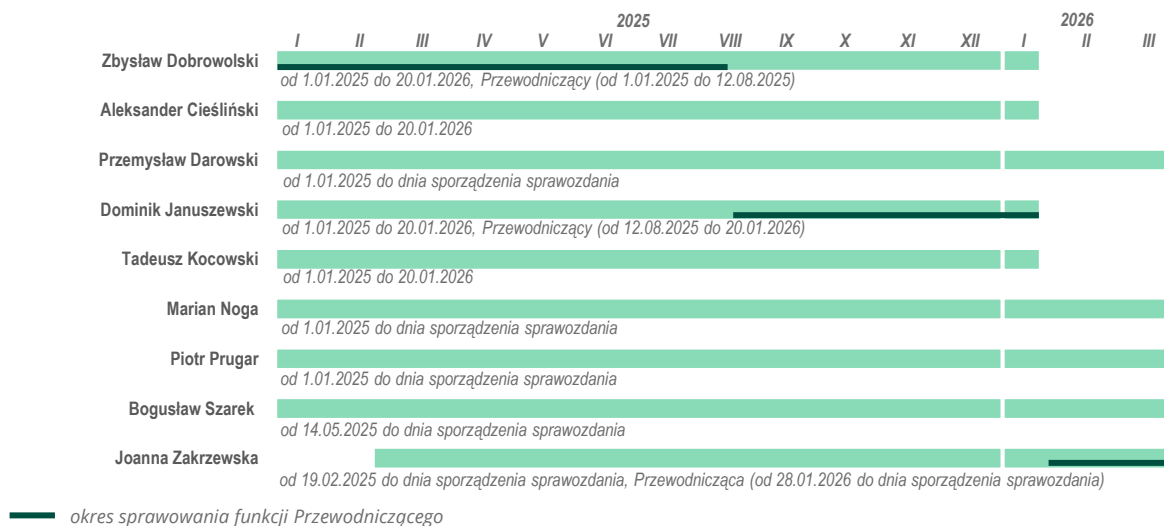 2025 2026
I II III IV V VI VII VIII IX X XI XII I II III
Zbysław Dobrowolski
od 1.01.2025 do 20.01.2026, Przewodniczący (od 1.01.2025 do 12.08.2025)
Aleksander Cieśliński
od 1.01.2025 do 20.01.2026
Przemysław Darowski
od 1.01.2025 do dnia sporządzenia sprawozdania
Dominik Januszewski
od 1.01.2025 do 20.01.2026, Przewodniczący (od 12.08.2025 do 20.01.2026)
Tadeusz Kocowski
od 1.01.2025 do 20.01.2026
Marian Noga
od 1.01.2025 do dnia sporządzenia sprawozdania
Piotr Prugar
od 1.01.2025 do dnia sporządzenia sprawozdania
Bogusław Szarek
od 14.05.2025 do dnia sporządzenia sprawozdania
Joanna Zakrzewska
od 19.02.2025 do dnia sporządzenia sprawozdania, Przewodnicząca (od 28.01.2026 do dnia sporządzenia sprawozdania)
okres sprawowania funkcji Przewodniczącego